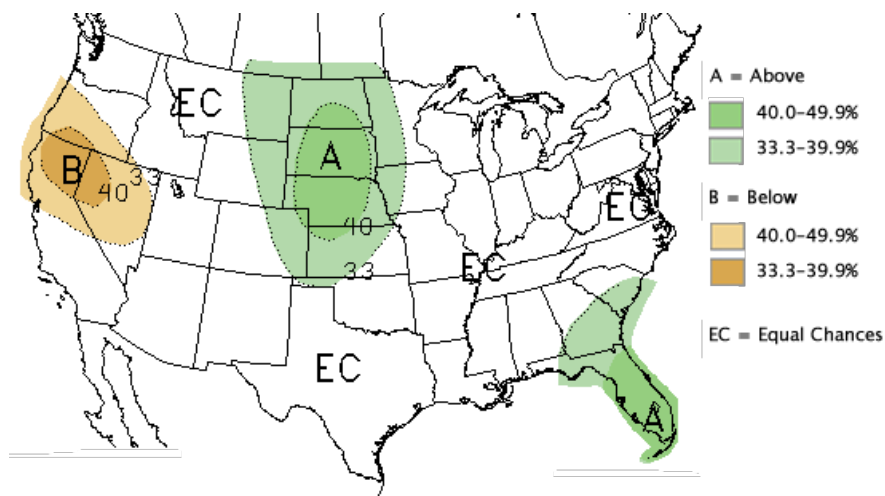 A = Above
40.0-49.9%
33.3-39.9%
B = Below
40.0-49.9%
33.3-39.9%
EC = Equal Chances
EC
A
B
40
33
40
EC
EC
33
EC
A